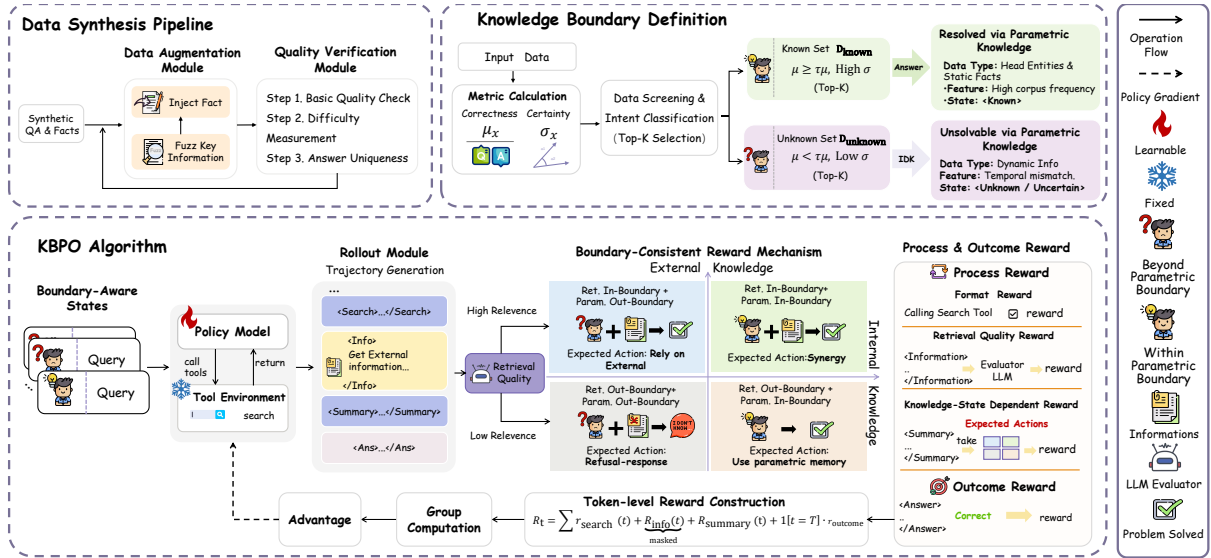 Data Synthesis Pipeline
Data Augmentation
Module
Quality Verification
Module
Synthetic
QA & Facts
Inject Fact
Fuzz Key
Information
Step 1. Basic Quality Check
Step 2. Difficulty
Measurement
Step 3. Answer Uniqueness
Knowledge Boundary Definition
Input Data
Metric Calculation
Correctness Certainty
μₓ σₓ
Q A
Data Screening &
Intent Classification
(Top-K Selection)
Known Set D_known
μ ≥ τμ, High σ
(Top-K)
Answer
Resolved via Parametric
Knowledge
Data Type: Head Entities &
Static Facts
·Feature: High corpus frequency
·State: <Known>
Unknown Set D_unknown
μ < τμ, Low σ
(Top-K)
IDK
Unsolvable via Parametric
Knowledge
Data Type: Dynamic Info
Feature: Temporal mismatch.
State: <Unknown / Uncertain>
KBPO Algorithm
Boundary-Aware
States
Query
Query
Policy Model
call
tools
return
Tool Environment
search
Rollout Module
Trajectory Generation
...
<Search>...</Search>
<Info>
Get External
information...
</Info>
<Summary>...</Summary>
<Ans>...</Ans>
High Relevence
Retrieval
Quality
Low Relevence
Boundary-Consistent Reward Mechanism
External Knowledge
Internal
Knowledge
Ret. In-Boundary +
Param. Out-Boundary
Expected Action: Rely on
External
Ret. In-Boundary+
Param. In-Boundary
Expected Action:Synergy
Ret. Out-Boundary+
Param. Out-Boundary
I DON'T
KNOW
Expected Action:
Refusal-response
Ret. Out-Boundary +
Param. In-Boundary
Expected Action:
Use parametric memory
Process & Outcome Reward
Process Reward
Format Reward
Calling Search Tool reward
Retrieval Quality Reward
<Information>
..
</Information>
Evaluator
LLM
reward
Knowledge-State Dependent Reward
Expected Actions
<Summary>
...
</Summary>
take
reward
Outcome Reward
<Answer>
..
</Answer>
Correct
reward
Token-level Reward Construction
R_t = ∑ r_search (t) + R_info(t) + R_summary (t) + 1[t = T] · r_outcome
masked
Group
Computation
Advantage
Operation
Flow
Policy Gradient
Learnable
Fixed
Beyond
Parametric
Boundary
Within
Parametric
Boundary
Informations
LLM Evaluator
Problem Solved